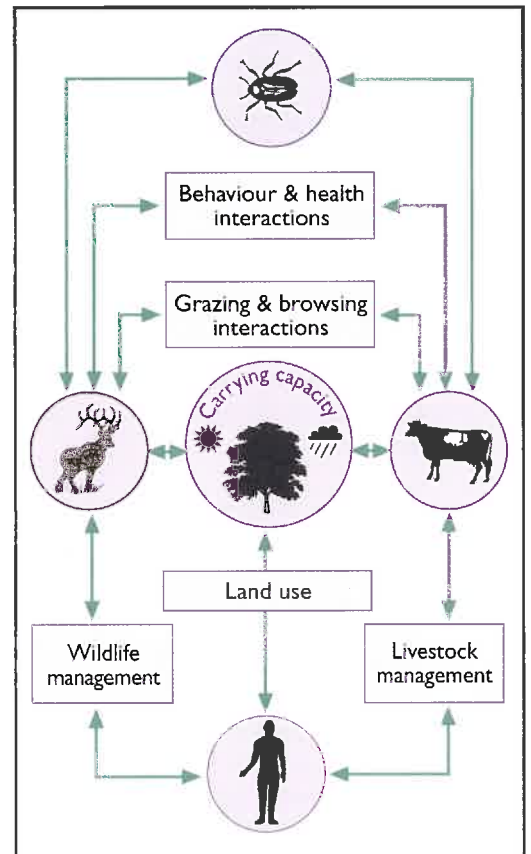 Behaviour & health
interactions
Grazing & browsing
interactions
Carrying capacity
Land use
Wildlife
management
Livestock
management